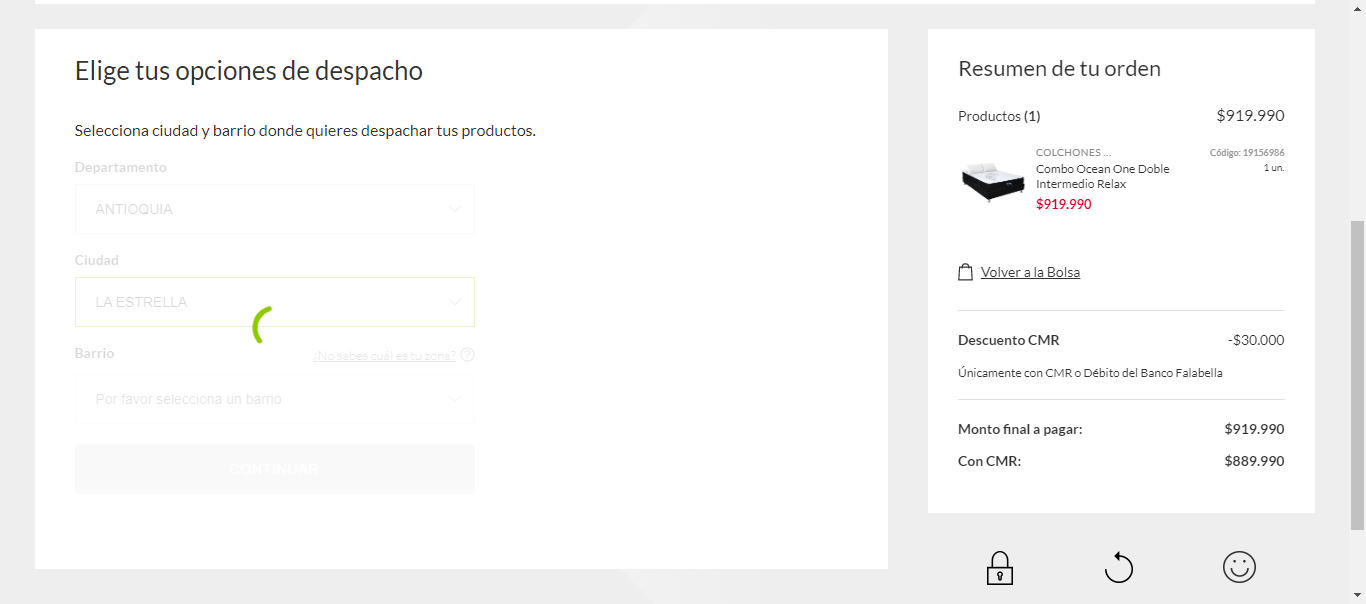 Elige tus opciones de despacho
Selecciona ciudad y barrio donde quieres despachar tus productos.
Departamento
ANTIOQUIA
Ciudad
LA ESTRELLA
Barrio
¿No sabes cuál es tu zona? ?
Por favor selecciona un barrio
CONTINUAR
Resumen de tu orden
Productos (1) $919.990
COLCHONES ... Código: 19156986
Combo Ocean One Doble 1 un.
Intermedio Relax
$919.990
Volver a la Bolsa
Descuento CMR -$30.000
Únicamente con CMR o Débito del Banco Falabella
Monto final a pagar: $919.990
Con CMR: $889.990